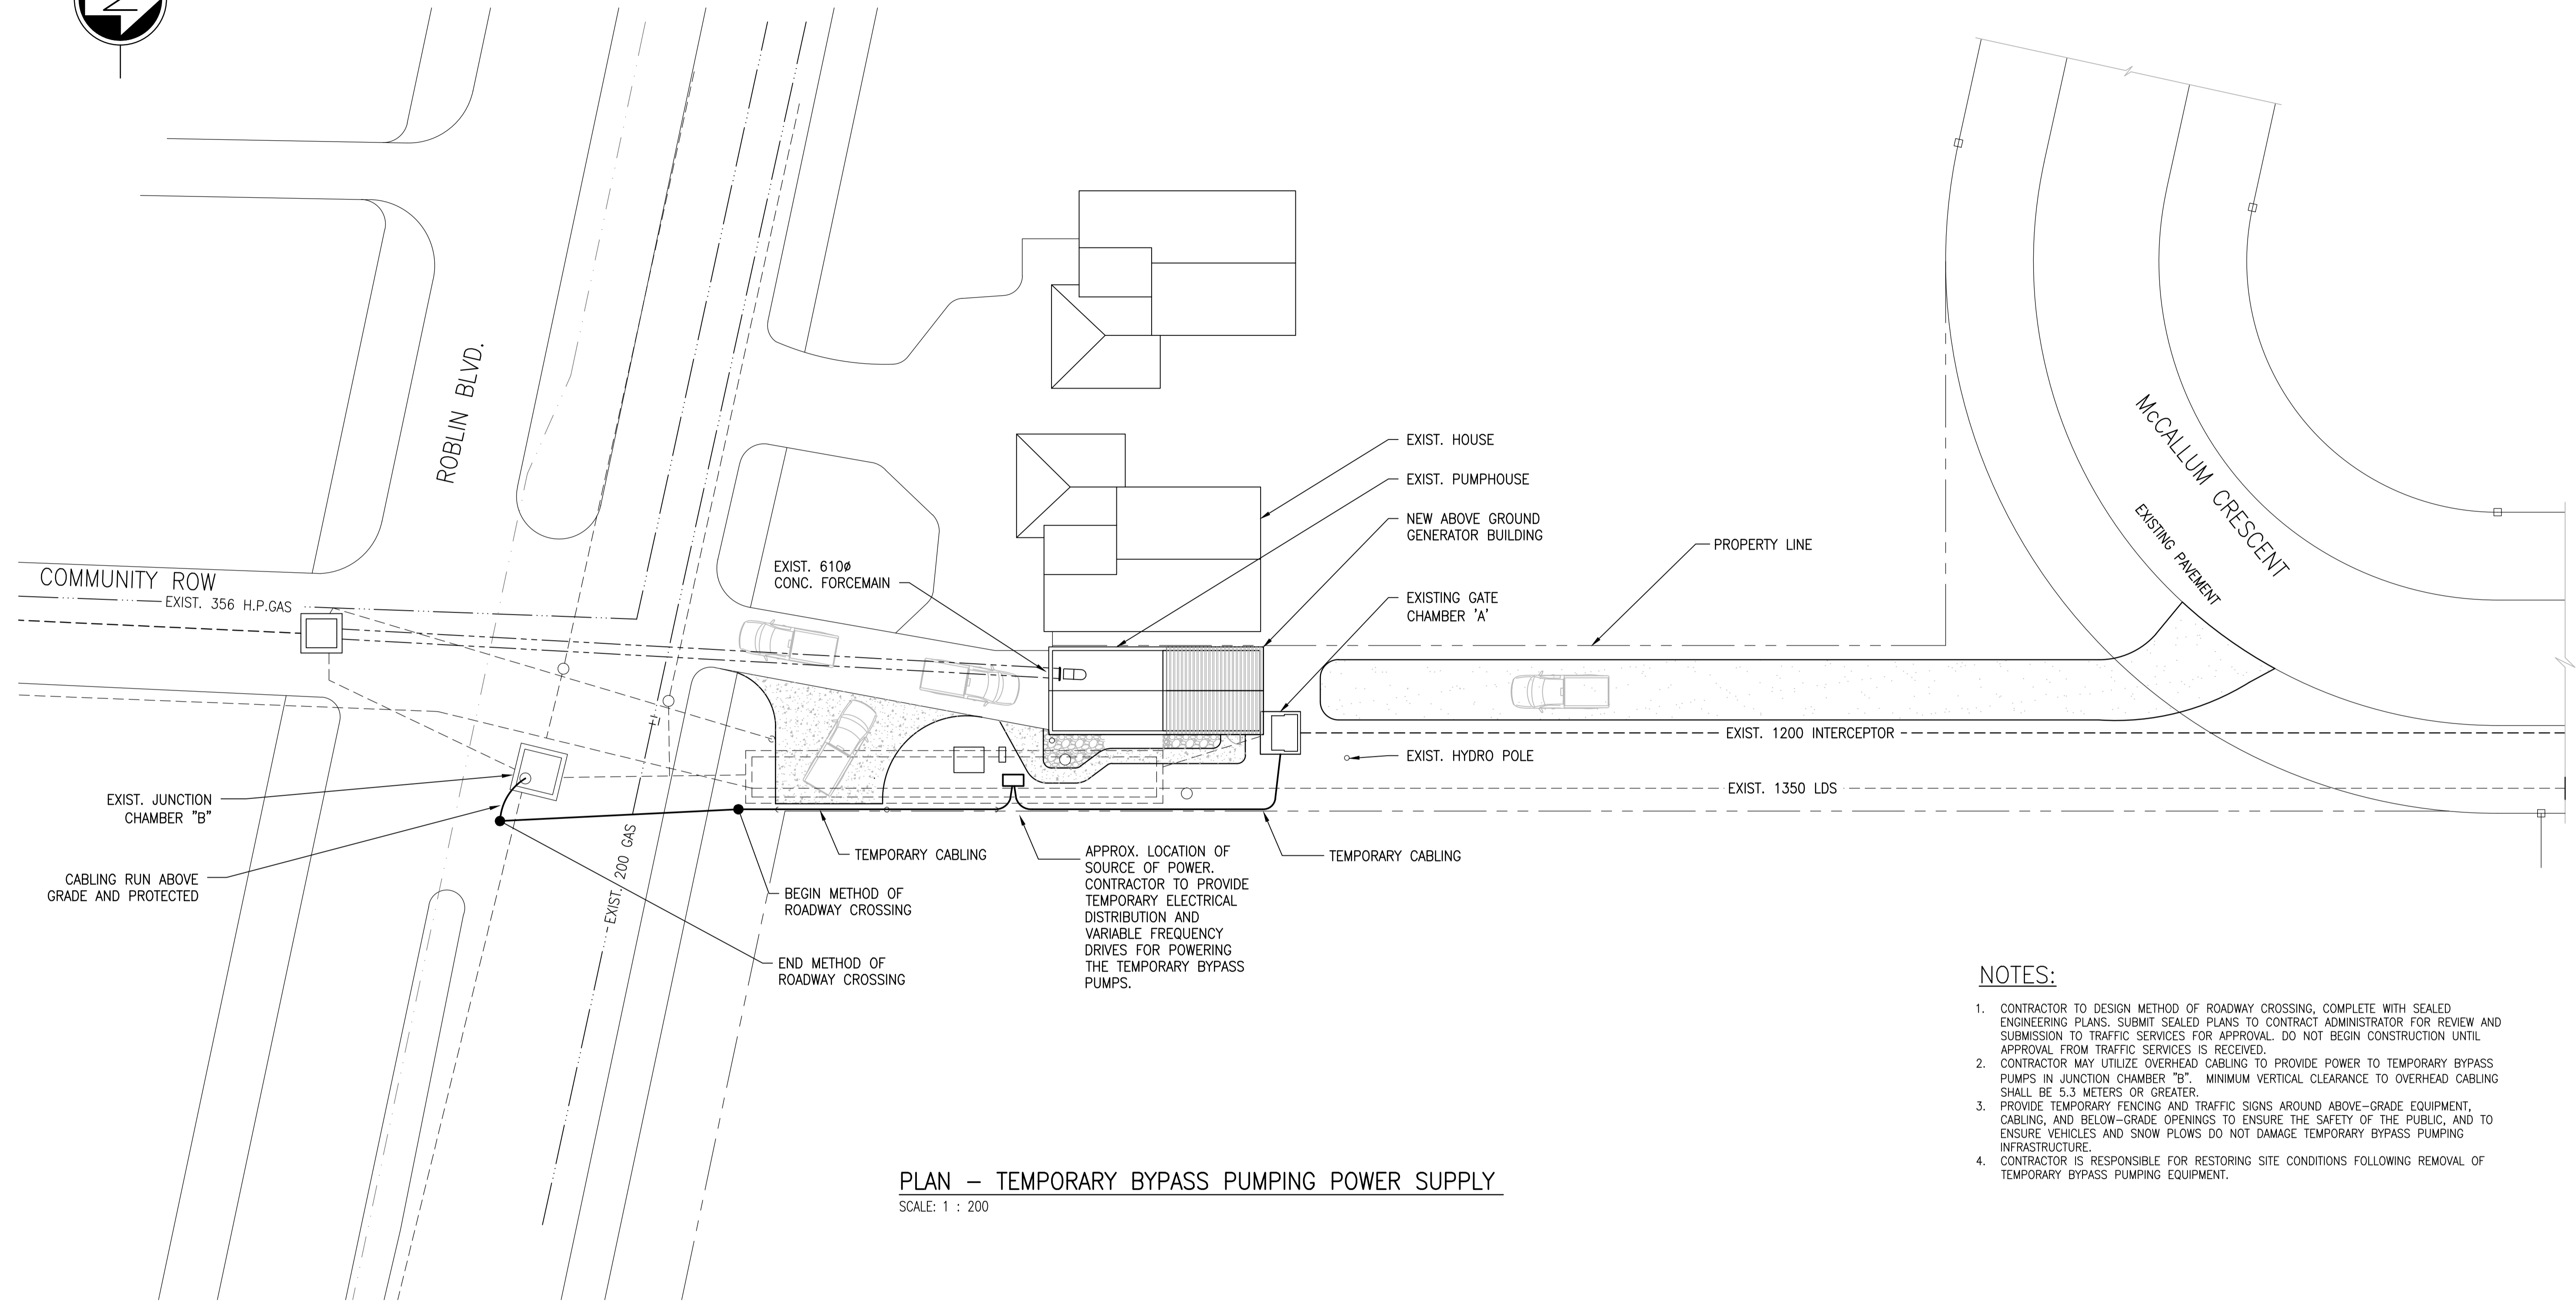 N
ROBLIN BLVD.
COMMUNITY ROW
EXIST. 356 H.P.GAS
EXIST. 610ø
CONC. FORCEMAIN
EXIST. HOUSE
EXIST. PUMPHOUSE
NEW ABOVE GROUND
GENERATOR BUILDING
PROPERTY LINE
EXISTING GATE
CHAMBER 'A'
McCALLUM CRESCENT
EXISTING PAVEMENT
EXIST. 1200 INTERCEPTOR
EXIST. HYDRO POLE
EXIST. 1350 LDS
EXIST. JUNCTION
CHAMBER "B"
CABLING RUN ABOVE
GRADE AND PROTECTED
EXIST. 200 GAS
TEMPORARY CABLING
BEGIN METHOD OF
ROADWAY CROSSING
END METHOD OF
ROADWAY CROSSING
APPROX. LOCATION OF
SOURCE OF POWER.
CONTRACTOR TO PROVIDE
TEMPORARY ELECTRICAL
DISTRIBUTION AND
VARIABLE FREQUENCY
DRIVES FOR POWERING
THE TEMPORARY BYPASS
PUMPS.
TEMPORARY CABLING
NOTES:
1. CONTRACTOR TO DESIGN METHOD OF ROADWAY CROSSING, COMPLETE WITH SEALED
ENGINEERING PLANS. SUBMIT SEALED PLANS TO CONTRACT ADMINISTRATOR FOR REVIEW AND
SUBMISSION TO TRAFFIC SERVICES FOR APPROVAL. DO NOT BEGIN CONSTRUCTION UNTIL
APPROVAL FROM TRAFFIC SERVICES IS RECEIVED.
2. CONTRACTOR MAY UTILIZE OVERHEAD CABLING TO PROVIDE POWER TO TEMPORARY BYPASS
PUMPS IN JUNCTION CHAMBER "B". MINIMUM VERTICAL CLEARANCE TO OVERHEAD CABLING
SHALL BE 5.3 METERS OR GREATER.
3. PROVIDE TEMPORARY FENCING AND TRAFFIC SIGNS AROUND ABOVE-GRADE EQUIPMENT,
CABLING, AND BELOW-GRADE OPENINGS TO ENSURE THE SAFETY OF THE PUBLIC, AND TO
ENSURE VEHICLES AND SNOW PLOWS DO NOT DAMAGE TEMPORARY BYPASS PUMPING
INFRASTRUCTURE.
4. CONTRACTOR IS RESPONSIBLE FOR RESTORING SITE CONDITIONS FOLLOWING REMOVAL OF
TEMPORARY BYPASS PUMPING EQUIPMENT.
PLAN - TEMPORARY BYPASS PUMPING POWER SUPPLY
SCALE: 1 : 200